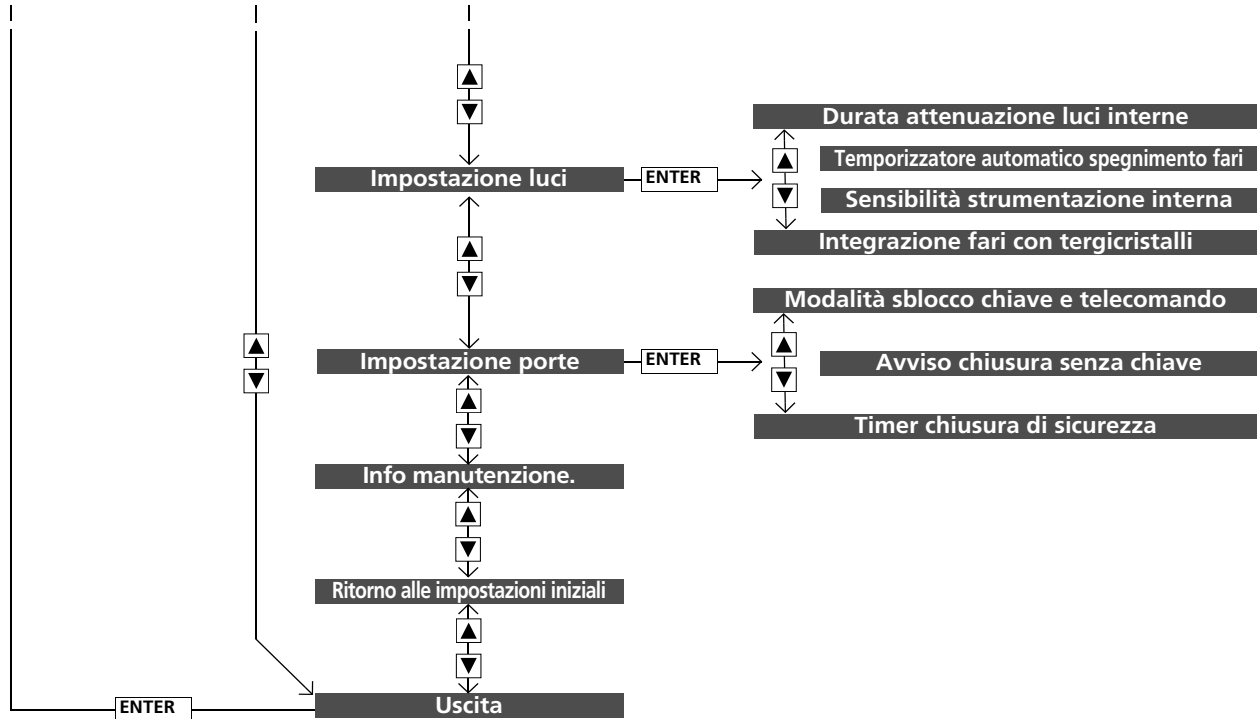 Durata attenuazione luci interne
Temporizzatore automatico spegnimento fari
Impostazione luci
ENTER
Sensibilità strumentazione interna
Integrazione fari con tergicristalli
Modalità sblocco chiave e telecomando
Impostazione porte
ENTER
Avviso chiusura senza chiave
Timer chiusura di sicurezza
Info manutenzione.
Ritorno alle impostazioni iniziali
ENTER
Uscita